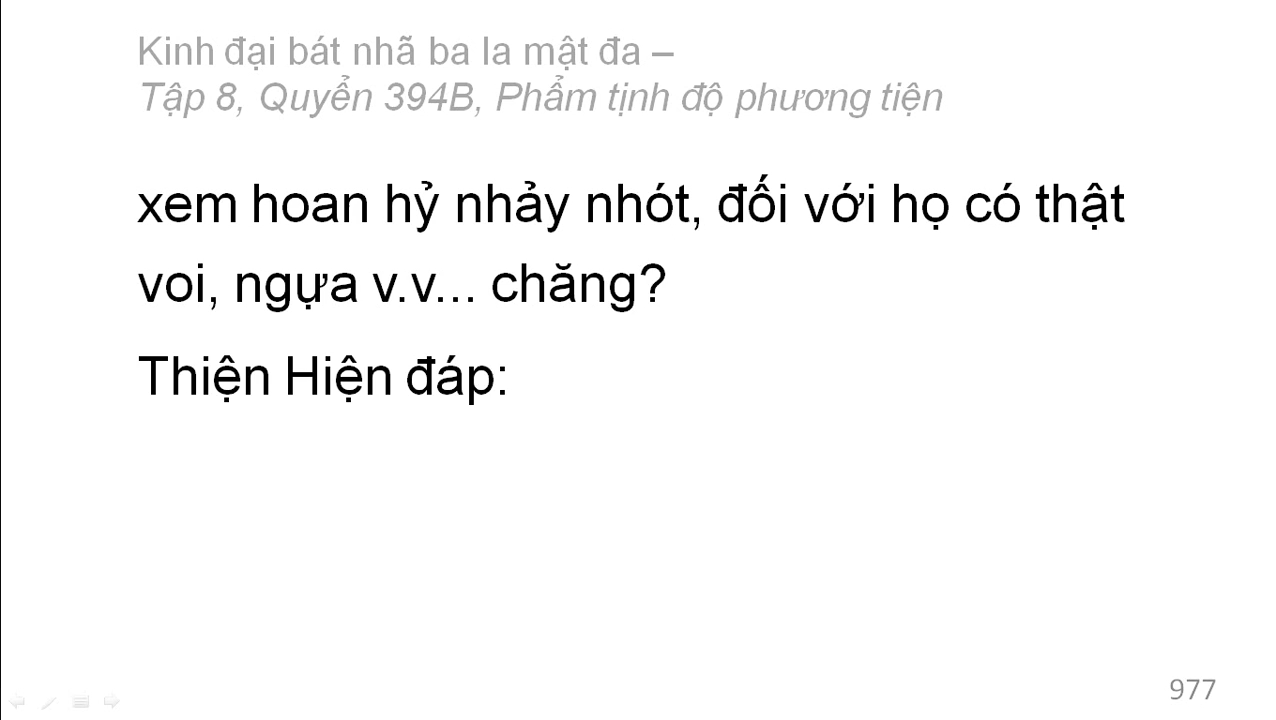 Kinh đại bát nhã ba la mật đa –
Tập 8, Quyển 394B, Phẩm tịnh độ phương tiện
xem hoan hỷ nhảy nhót, đối với họ có thật
voi, ngựa v.v... chăng?
Thiện Hiện đáp:
977